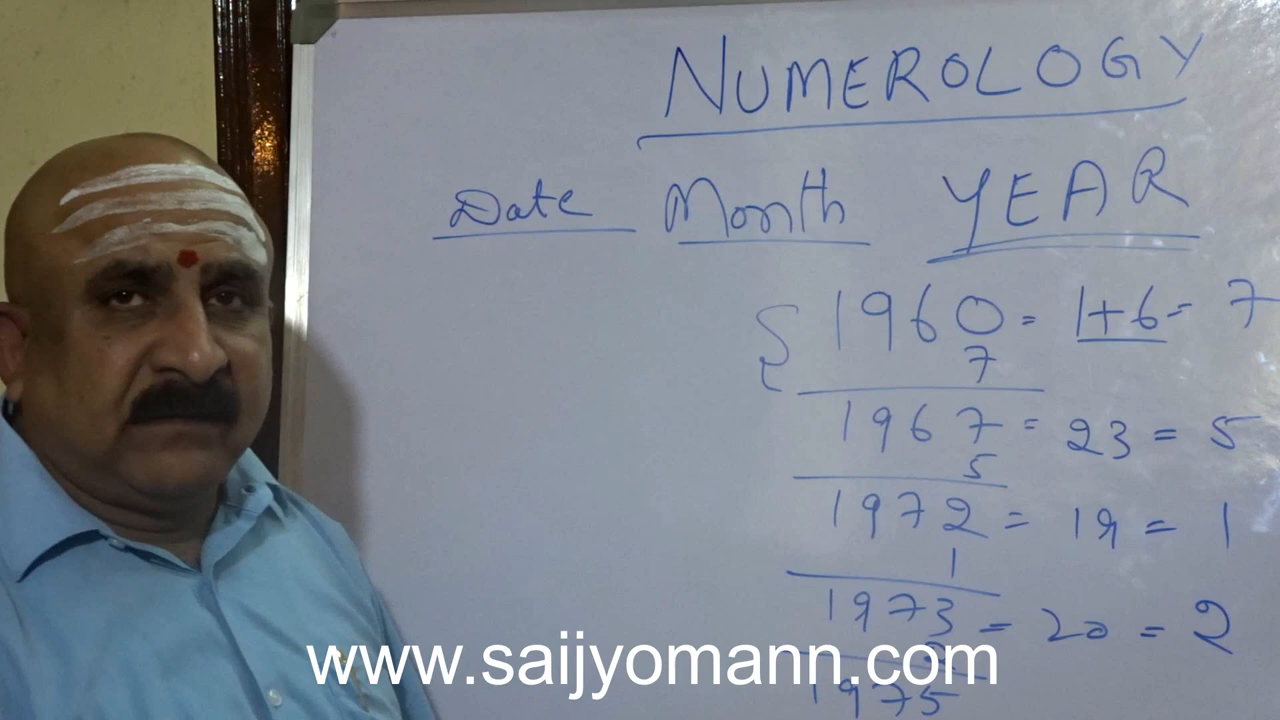 NUMEROLOGY
Date Month YEAR
1960 = 1+6 = 7
7
1967 = 23 = 5
5
1972 = 19 = 1
1
1973 = 20 = 2
www.saijyomann.com
1975